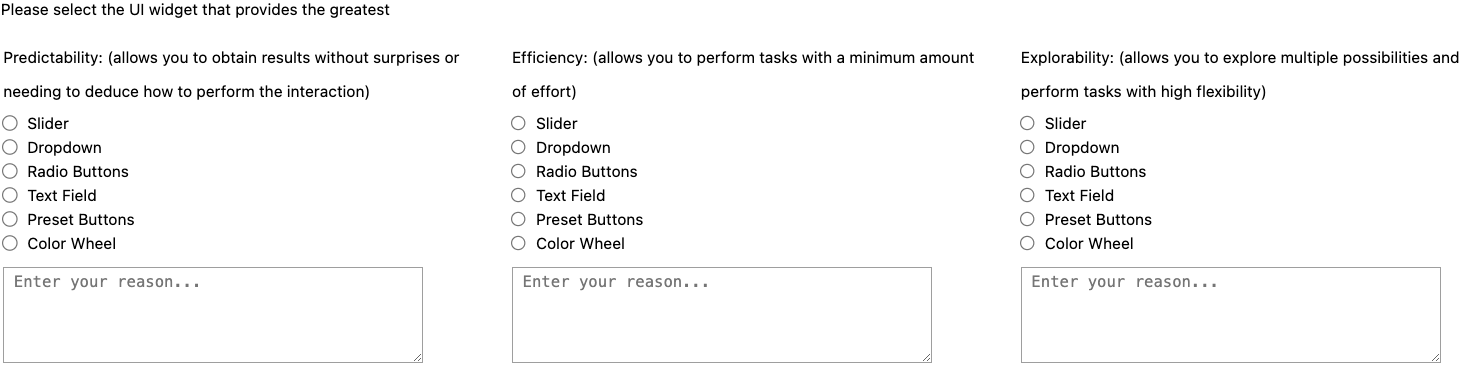 Please select the UI widget that provides the greatest
Predictability: (allows you to obtain results without surprises or
needing to deduce how to perform the interaction)
Slider
Dropdown
Radio Buttons
Text Field
Preset Buttons
Color Wheel
Enter your reason...
Efficiency: (allows you to perform tasks with a minimum amount
of effort)
Slider
Dropdown
Radio Buttons
Text Field
Preset Buttons
Color Wheel
Enter your reason...
Explorability: (allows you to explore multiple possibilities and
perform tasks with high flexibility)
Slider
Dropdown
Radio Buttons
Text Field
Preset Buttons
Color Wheel
Enter your reason...